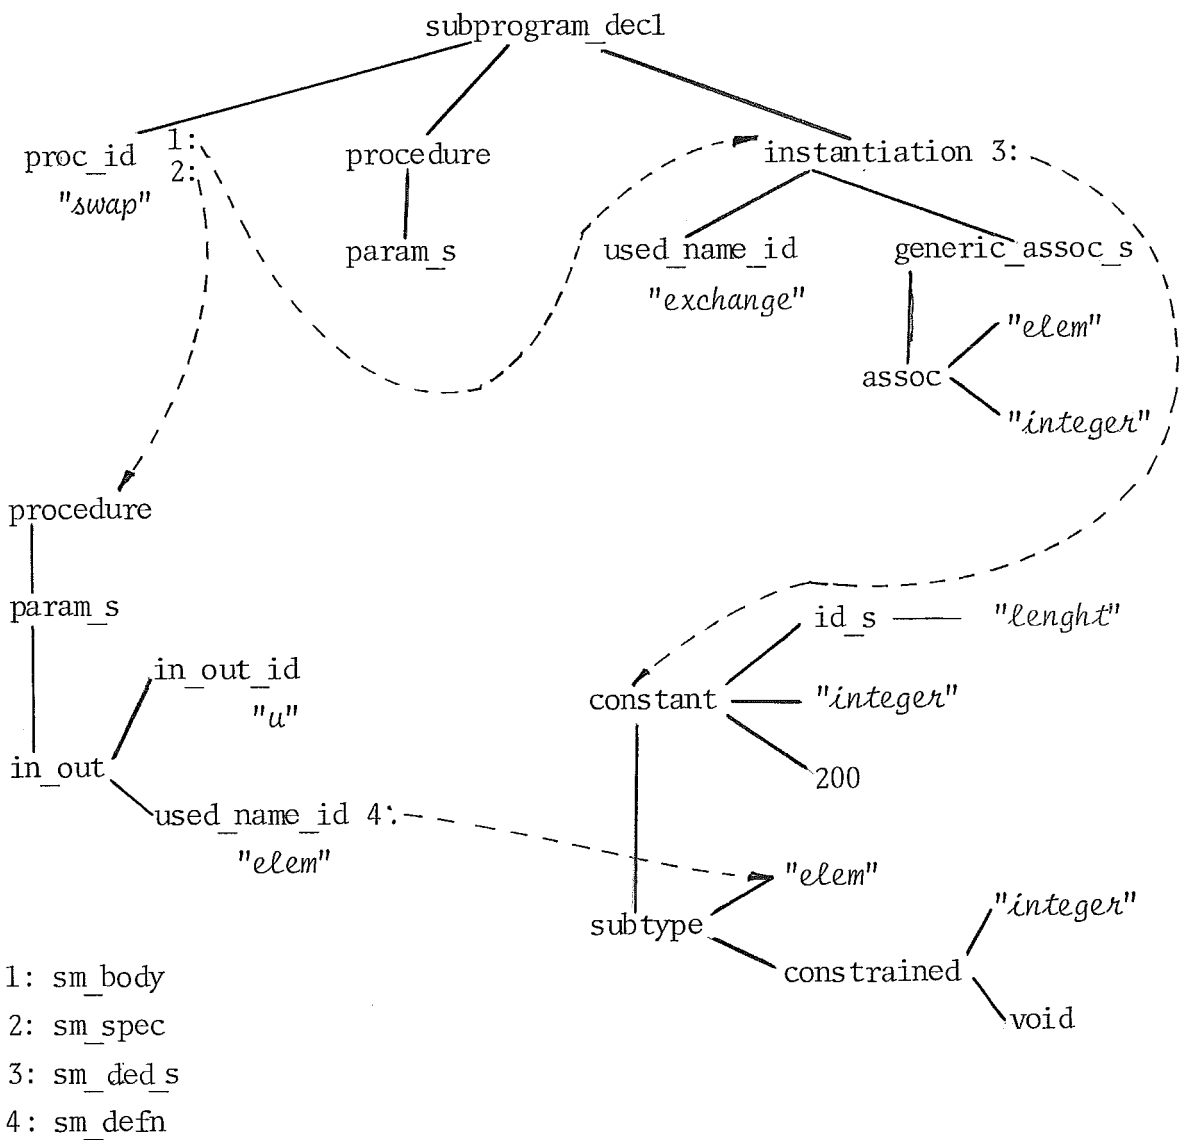 subprogram_decl
proc_id 1:
2:
"swap"
procedure
param_s
instantiation 3:
used_name_id
"exchange"
generic_assoc_s
assoc
"elem"
"integer"
procedure
param_s
in_out
in_out_id
"u"
used_name_id 4:
"elem"
constant
id_s
"lenght"
"integer"
200
subtype
"elem"
constrained
"integer"
void
1: sm_body
2: sm_spec
3: sm_ded_s
4: sm_defn